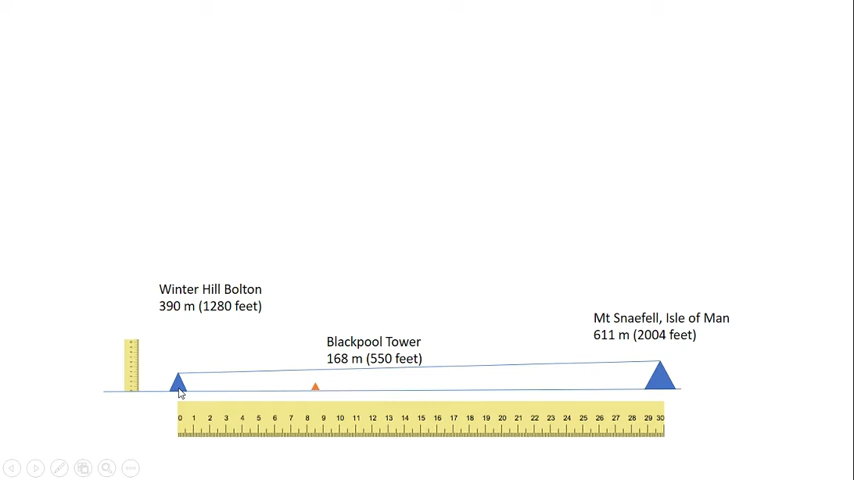 Winter Hill Bolton
390 m (1280 feet)
Mt Snaefell, Isle of Man
611 m (2004 feet)
Blackpool Tower
168 m (550 feet)
0 1 2 3 4 5 6 7 8 9 10 11 12 13 14 15 16 17 18 19 20 21 22 23 24 25 26 27 28 29 30